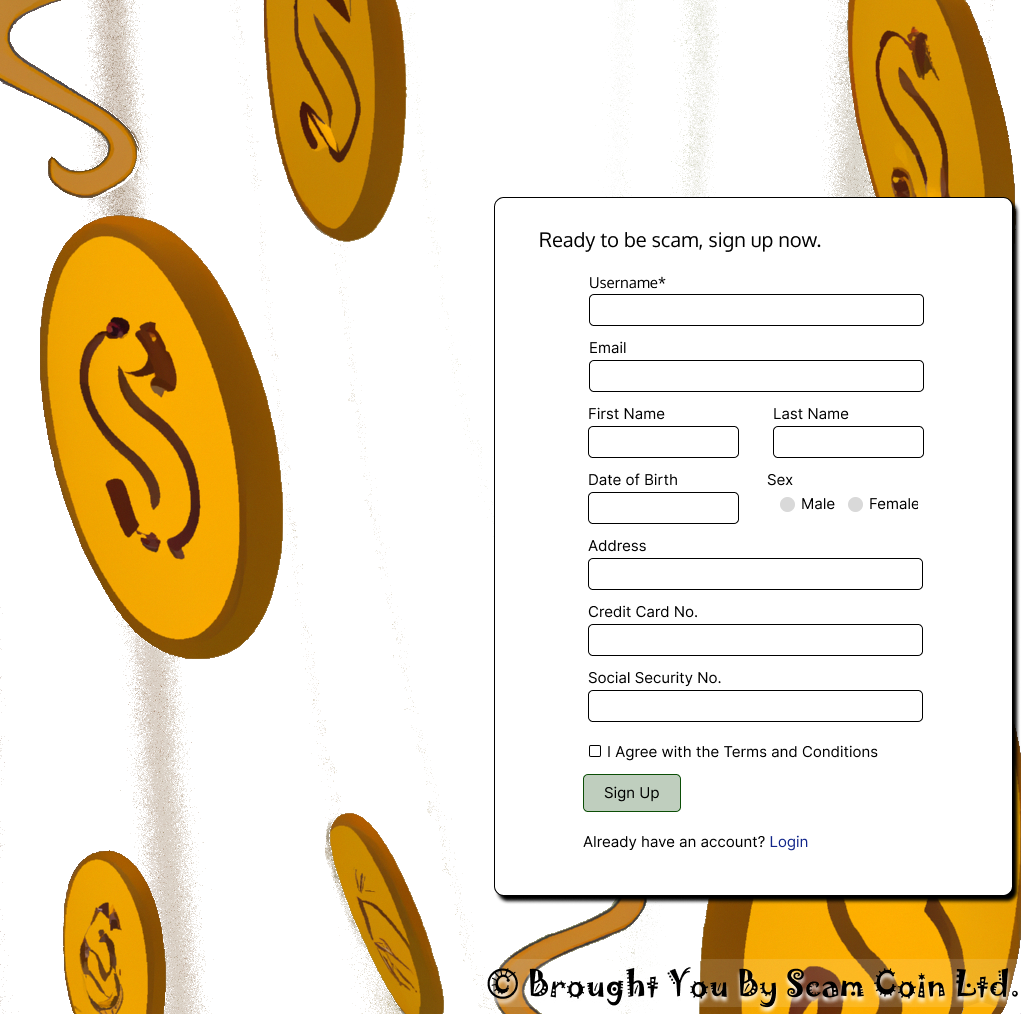 Ready to be scam, sign up now.
Username*
Email
First Name Last Name
Date of Birth Sex
Male Female
Address
Credit Card No.
Social Security No.
I Agree with the Terms and Conditions
Sign Up
Already have an account? Login
© Brought You By Scam Coin Ltd.